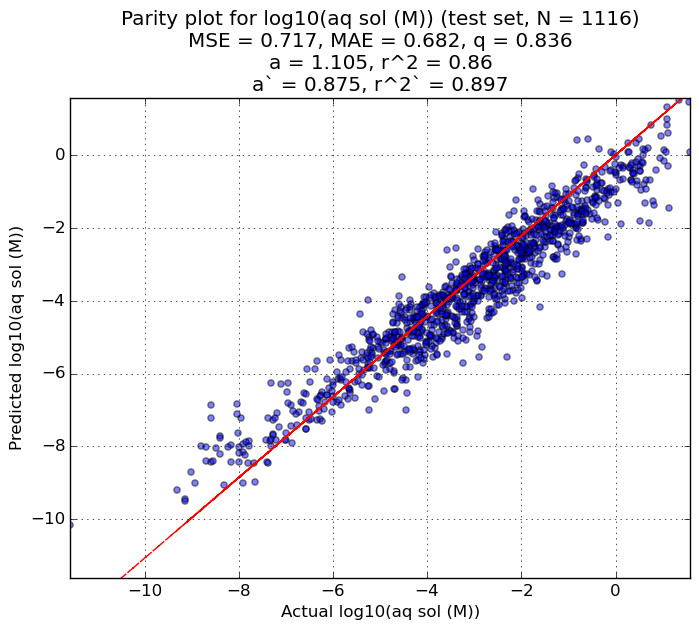 Parity plot for log10(aq sol (M)) (test set, N = 1116)
MSE = 0.717, MAE = 0.682, q = 0.836
a = 1.105, r^2 = 0.86
a` = 0.875, r^2` = 0.897
Predicted log10(aq sol (M))
0
−2
−4
−6
−8
−10
−10 −8 −6 −4 −2 0
Actual log10(aq sol (M))